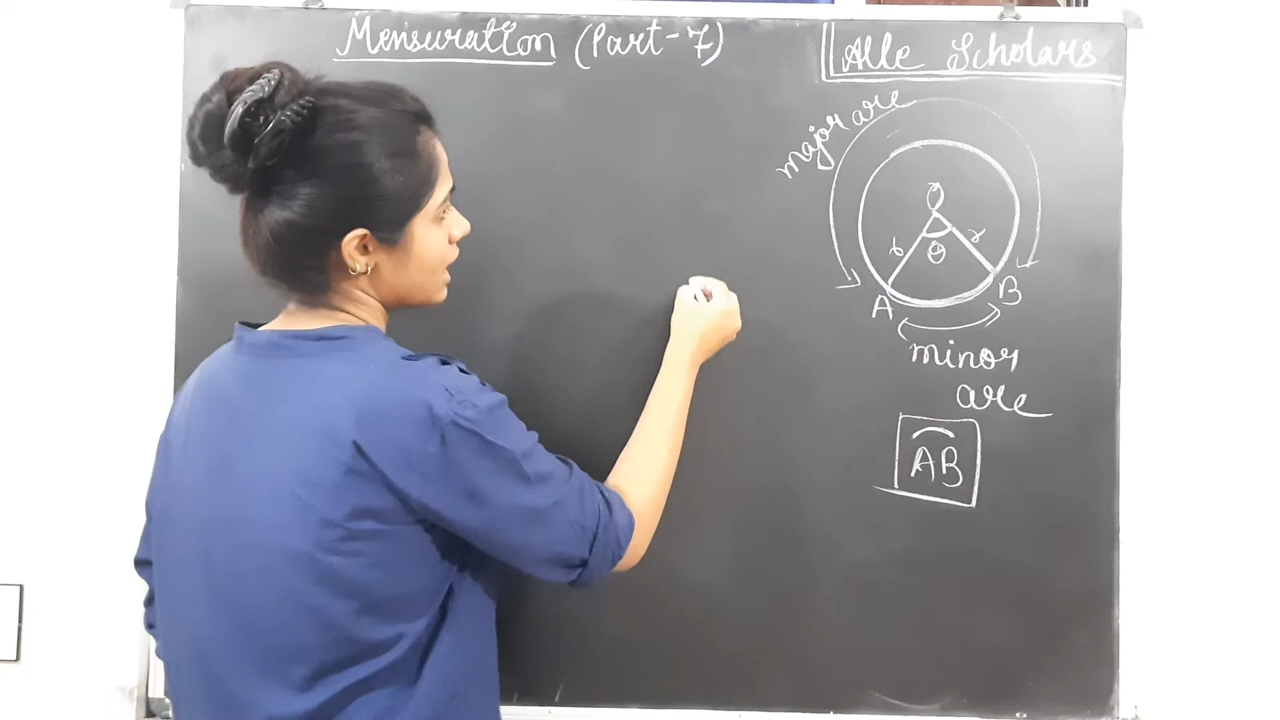 Mensuration (Part-7)
Alle Scholars
major arc
O
r r
θ
A B
minor
arc
AB